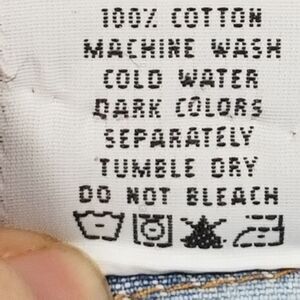 100% COTTON
MACHINE WASH
COLD WATER
DARK COLORS
SEPARATELY
TUMBLE DRY
DO NOT BLEACH